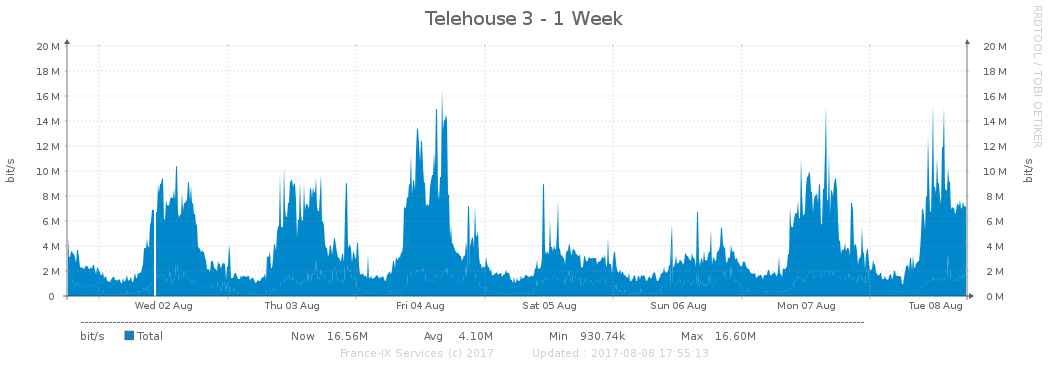 Telehouse 3 - 1 Week
RRDTOOL / TOBI OETIKER
bit/s
bit/s
20 M 20 M
18 M 18 M
16 M 16 M
14 M 14 M
12 M 12 M
10 M 10 M
8 M 8 M
6 M 6 M
4 M 4 M
2 M 2 M
0 0 M
Wed 02 Aug Thu 03 Aug Fri 04 Aug Sat 05 Aug Sun 06 Aug Mon 07 Aug Tue 08 Aug
bit/s Total Now 16.56M Avg 4.10M Min 930.74k Max 16.60M
France-IX Services (c) 2017 Updated : 2017-08-08 17:55:13